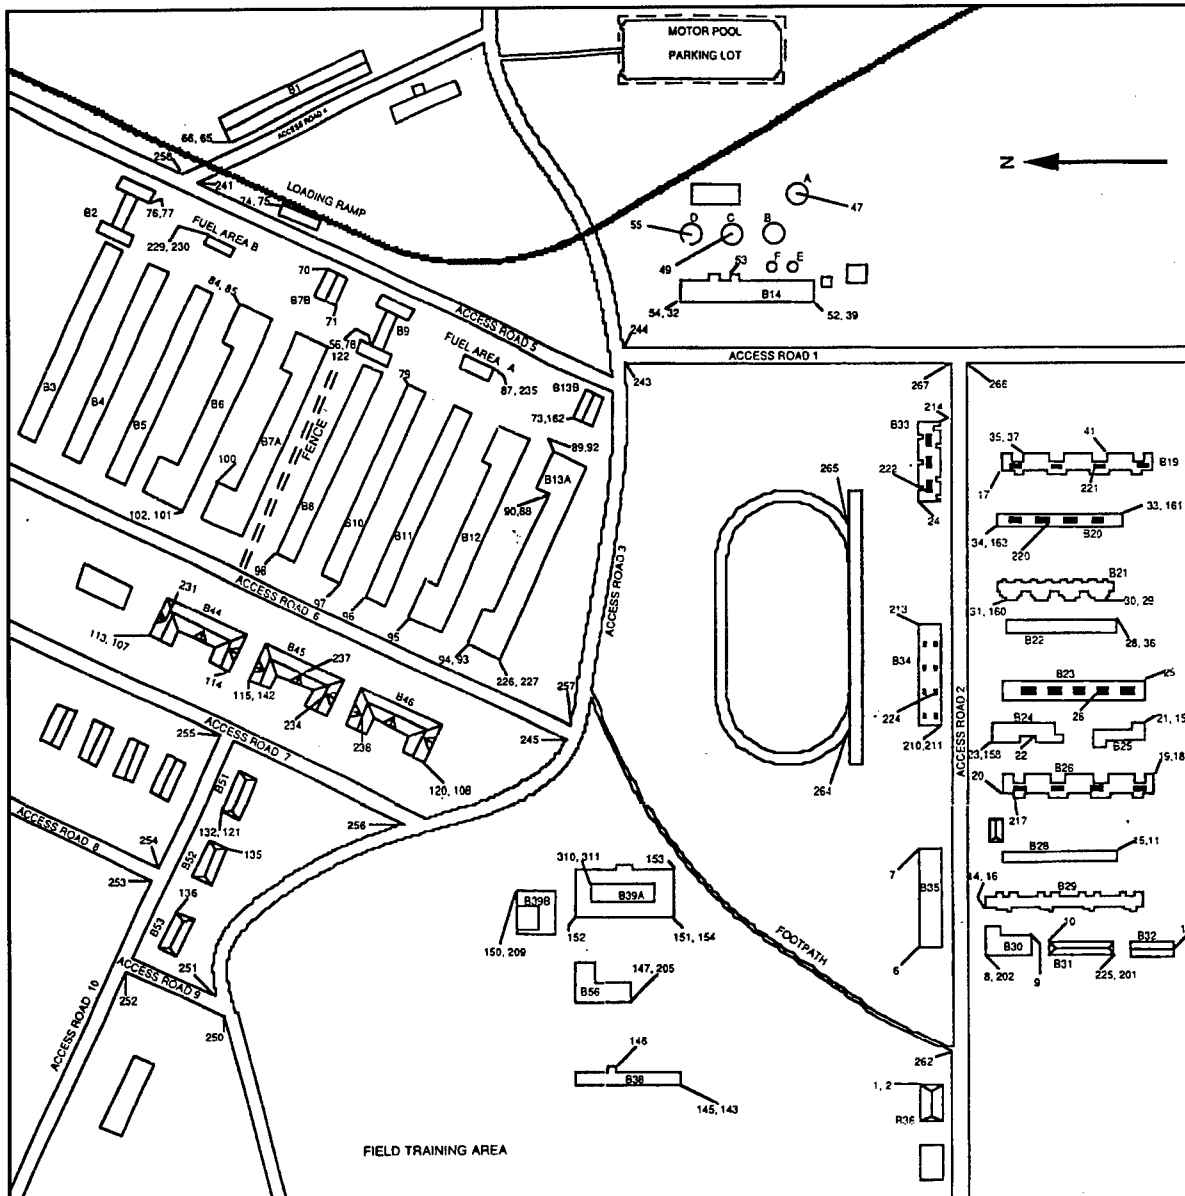 MOTOR POOL
PARKING LOT
B1
ACCESS ROAD 4
66, 65
258
241
LOADING RAMP
74, 75
Z
A
47
D
C
B
55
49
F
E
53
B14
54, 32
52, 39
B2
76,77
FUEL AREA B
229, 230
70
B7B
71
84, 85
B9
56,78
122
ACCESS ROAD 5
FUEL AREA A
87, 235
B13B
73,162
244
ACCESS ROAD 1
243
267
266
B3
B4
B5
B6
B7A
FENCE
79
89,92
B13A
90,88
100
102, 101
B8
B10
B11
B12
98
97
96
95
94, 93
226, 227
ACCESS ROAD 6
ACCESS ROAD 3
214
B33
222
24
265
35, 37
41
B19
17
221
33, 161
34, 163
220
B20
B21
31, 160
30, 29
B22
28, 36
213
B34
224
210, 211
264
ACCESS ROAD 2
B23
25
26
B24
23,158
22
B25
B26
19,18
20
217
231
B44
113, 107
114
B45
237
115, 142
234
B46
238
120, 108
257
245
255
ACCESS ROAD 7
B51
132, 121
256
B52
135
254
ACCESS ROAD 8
253
136
B53
251
ACCESS ROAD 9
252
250
ACCESS ROAD 10
310, 311
153
B39B
B39A
150, 209
152
151, 154
147, 205
B56
146
B38
145, 143
FOOTPATH
7
B35
6
B28
15,11
14, 16
B29
10
B30
B31
B32
8, 202
9
225, 201
262
1, 2
B36
FIELD TRAINING AREA